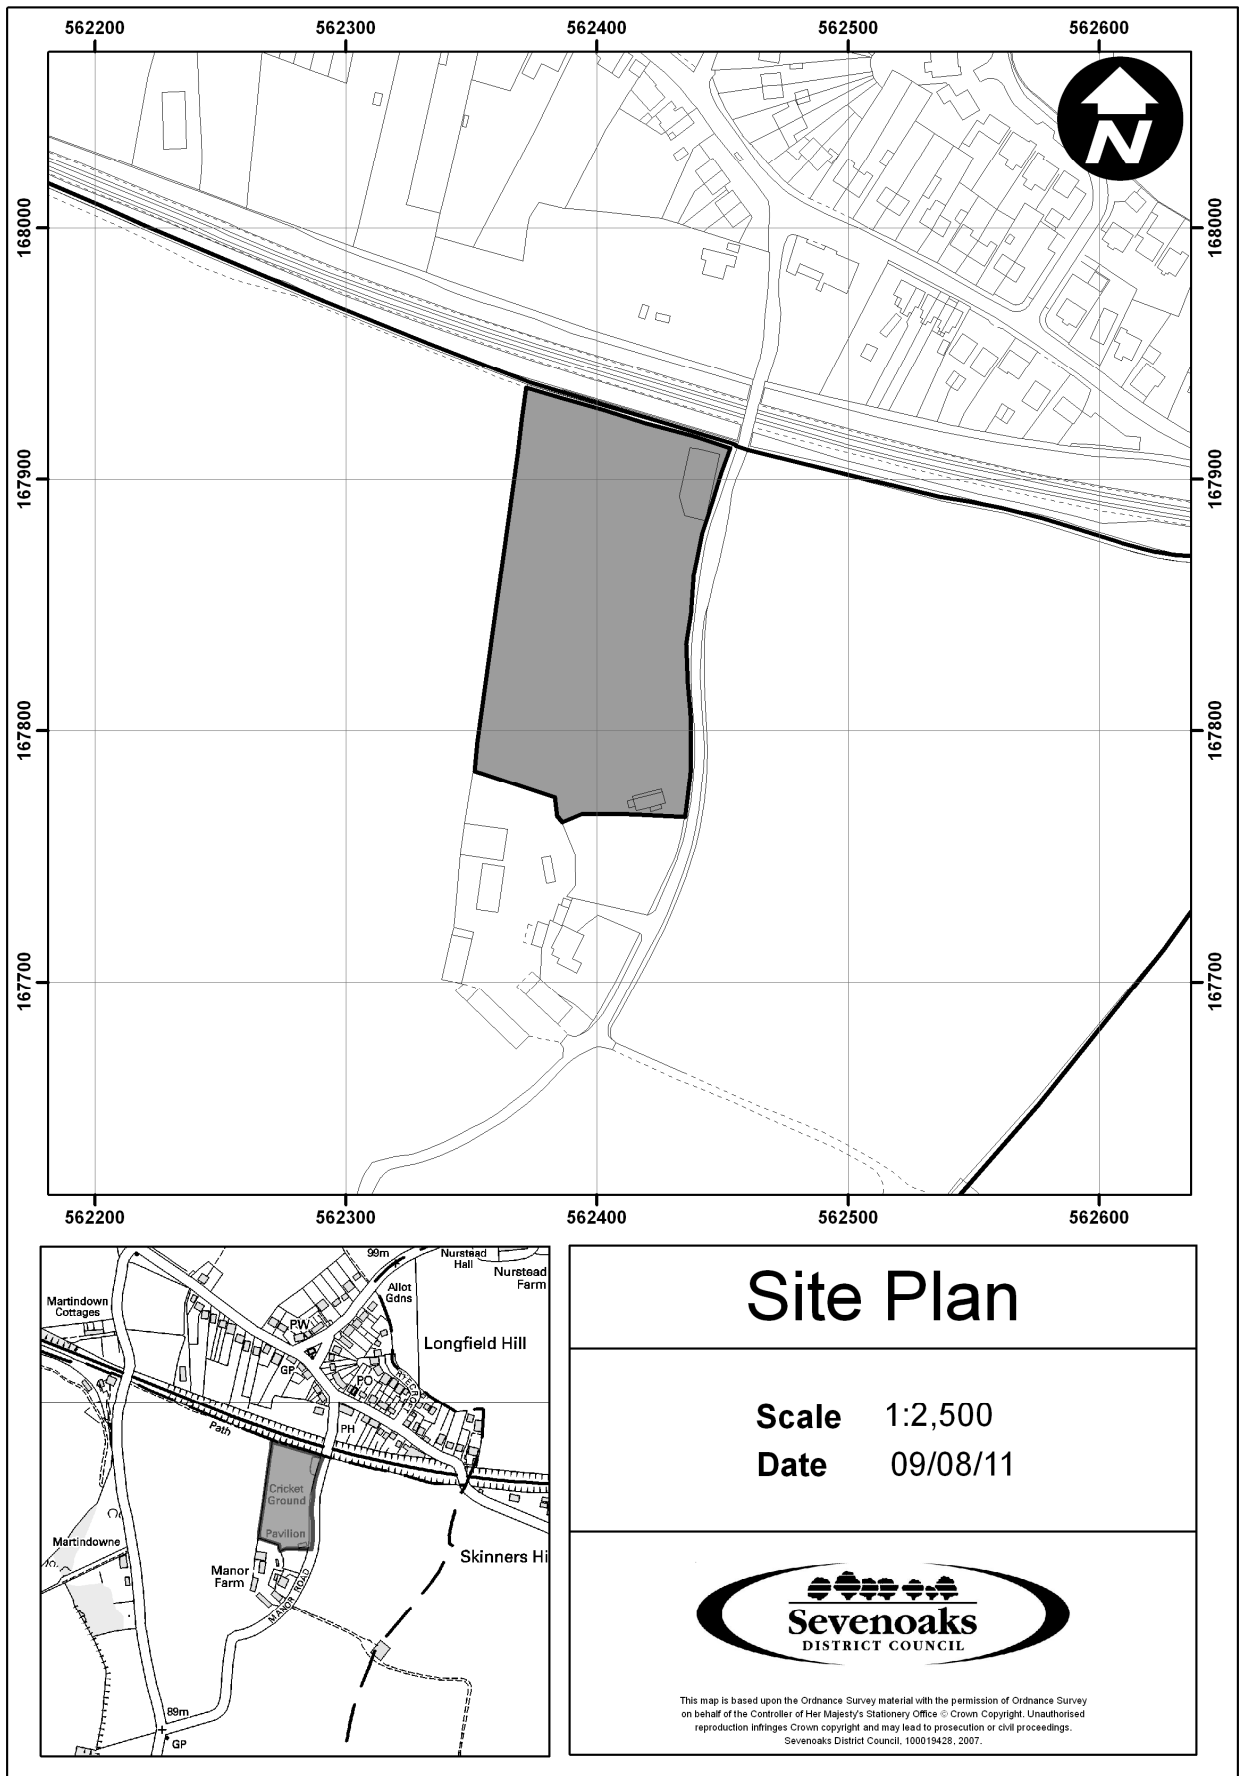 562200 562300 562400 562500 562600
N
168000 168000
167900 167900
167800 167800
167700 167700
562200 562300 562400 562500 562600
99m
Nurstead
Hall
Nurstead
Farm
Allot
Gdns
Martindown
Cottages
PW
Longfield Hill
GP
PO
PH
Path
Cricket
Ground
Pavilion
Martindowne
Manor
Farm
Skinners Hi
MANOR ROAD
89m
GP
Site Plan
Scale 1:2,500
Date 09/08/11
Sevenoaks
DISTRICT COUNCIL
This map is based upon the Ordnance Survey material with the permission of Ordnance Survey
on behalf of the Controller of Her Majesty's Stationery Office © Crown Copyright. Unauthorised
reproduction infringes Crown copyright and may lead to prosecution or civil proceedings.
Sevenoaks District Council, 100019428, 2007.